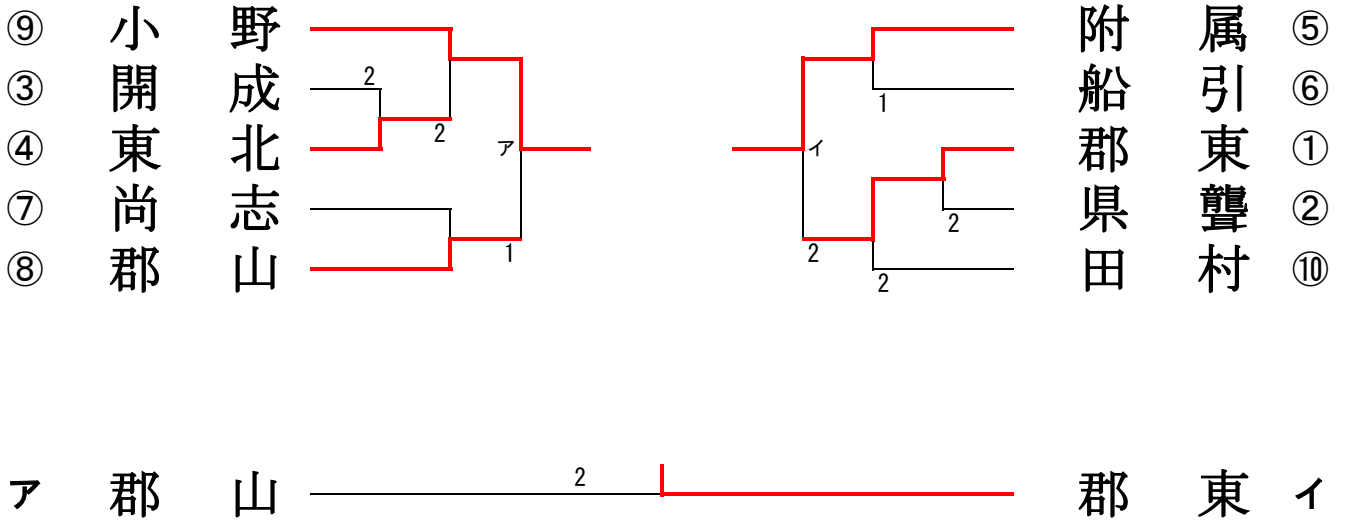 ⑨ 小 野 附 属 ⑤
③ 開 成 2 1 船 引 ⑥
④ 東 北 2 ア イ 郡 東 ①
⑦ 尚 志 2 県 聾 ②
⑧ 郡 山 1 2 2 田 村 ⑩
ア 郡 山 2 郡 東 イ